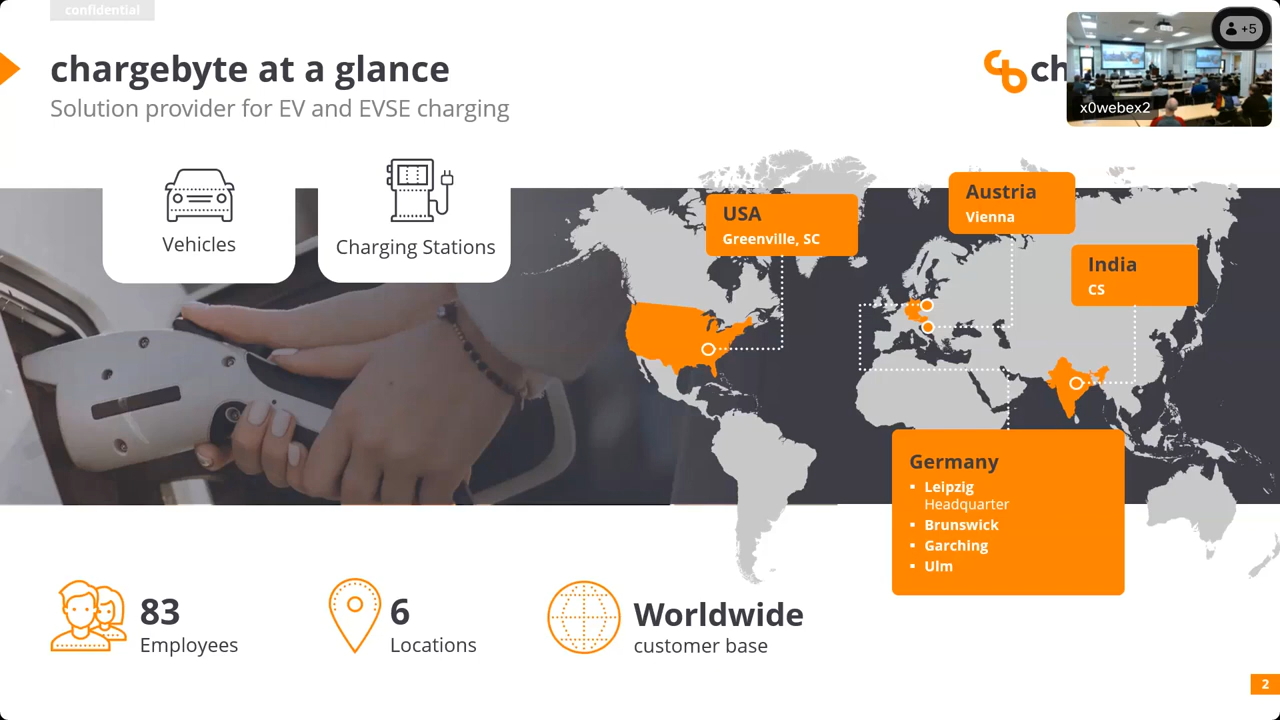 confidential
chargebyte at a glance
Solution provider for EV and EVSE charging
ch
+5
x0webex2
Vehicles
Charging Stations
USA
Greenville, SC
Austria
Vienna
India
CS
Germany
▪ Leipzig
Headquarter
▪ Brunswick
▪ Garching
▪ Ulm
83
Employees
6
Locations
Worldwide
customer base
2